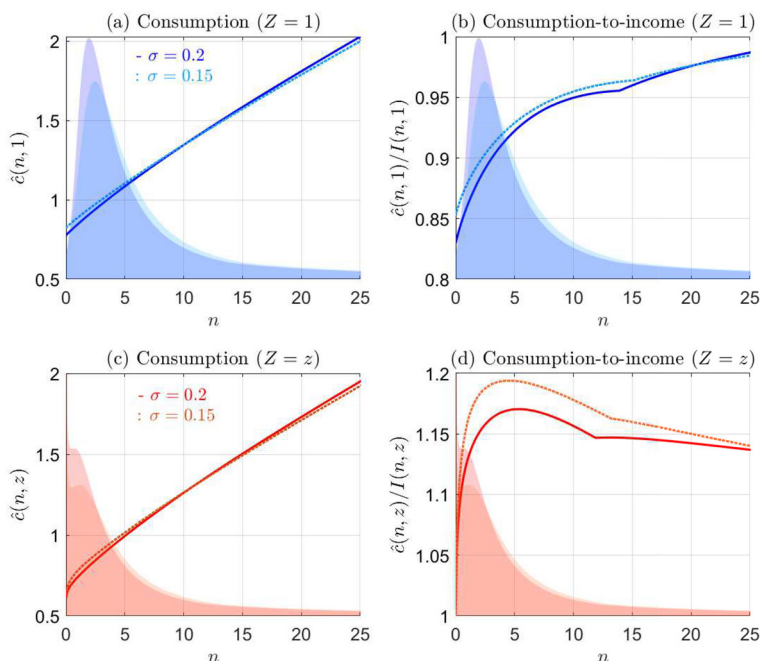 (a) Consumption (Z = 1)
2
1.5
1
0.5
ĉ(n, 1)
- σ = 0.2
: σ = 0.15
0 5 10 15 20 25
n
(b) Consumption-to-income (Z = 1)
1
0.95
0.9
0.85
0.8
ĉ(n, 1)/I(n, 1)
0 5 10 15 20 25
n
(c) Consumption (Z = z)
2
1.5
1
0.5
ĉ(n, z)
- σ = 0.2
: σ = 0.15
0 5 10 15 20 25
n
(d) Consumption-to-income (Z = z)
1.2
1.15
1.1
1.05
1
ĉ(n, z)/I(n, z)
0 5 10 15 20 25
n